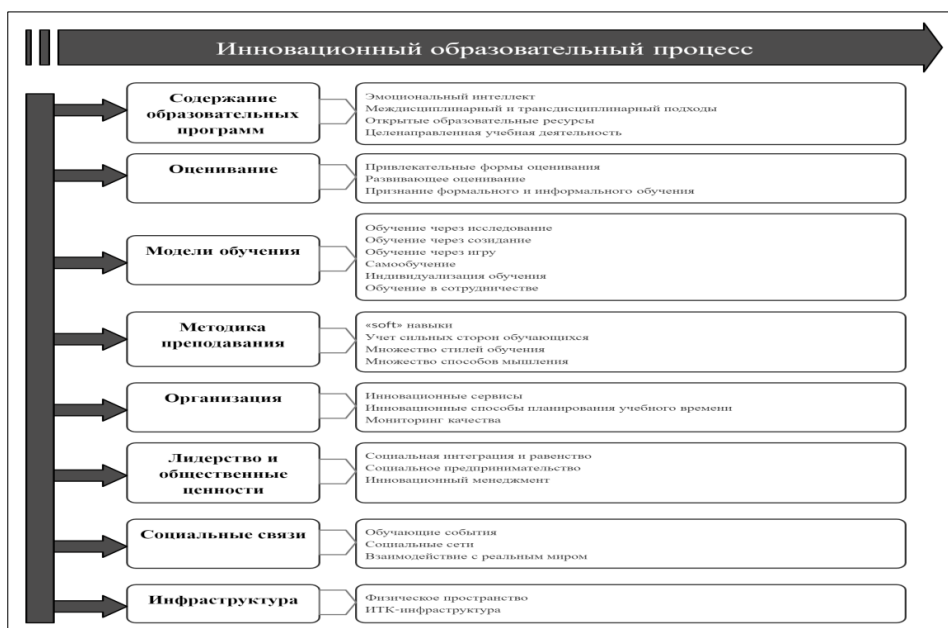 Инновационный образовательный процесс
Содержание
образовательных
программ
Эмоциональный интеллект
Междисциплинарный и трансдисциплинарный подходы
Открытые образовательные ресурсы
Целенаправленная учебная деятельность
Оценивание
Привлекательные формы оценивания
Развивающее оценивание
Признание формального и информального обучения
Модели обучения
Обучение через исследование
Обучение через созидание
Обучение через игру
Самообучение
Индивидуализация обучения
Обучение в сотрудничестве
Методика
преподавания
«soft» навыки
Учет сильных сторон обучающихся
Множество стилей обучения
Множество способов мышления
Организация
Инновационные сервисы
Инновационные способы планирования учебного времени
Мониторинг качества
Лидерство и
общественные
ценности
Социальная интеграция и равенство
Социальное предпринимательство
Инновационный менеджмент
Социальные связи
Обучающие события
Социальные сети
Взаимодействие с реальным миром
Инфраструктура
Физическое пространство
ИТК-инфраструктура